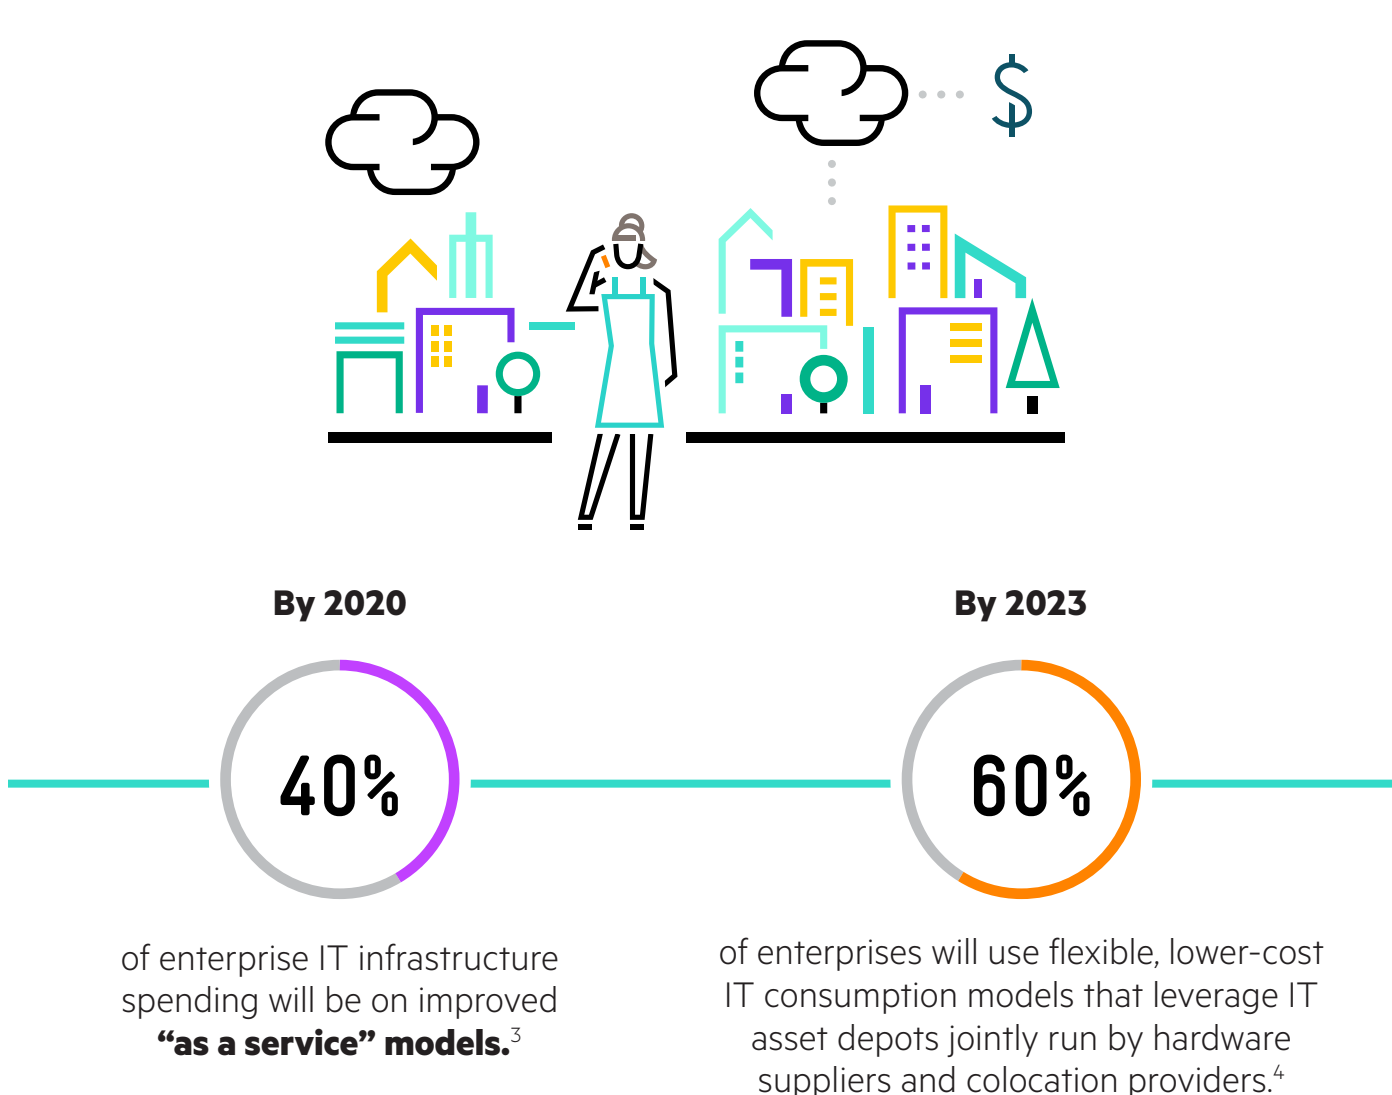 By 2020
40%
of enterprise IT infrastructure
spending will be on improved
“as a service” models.3
By 2023
60%
of enterprises will use flexible, lower-cost
IT consumption models that leverage IT
asset depots jointly run by hardware
suppliers and colocation providers.4